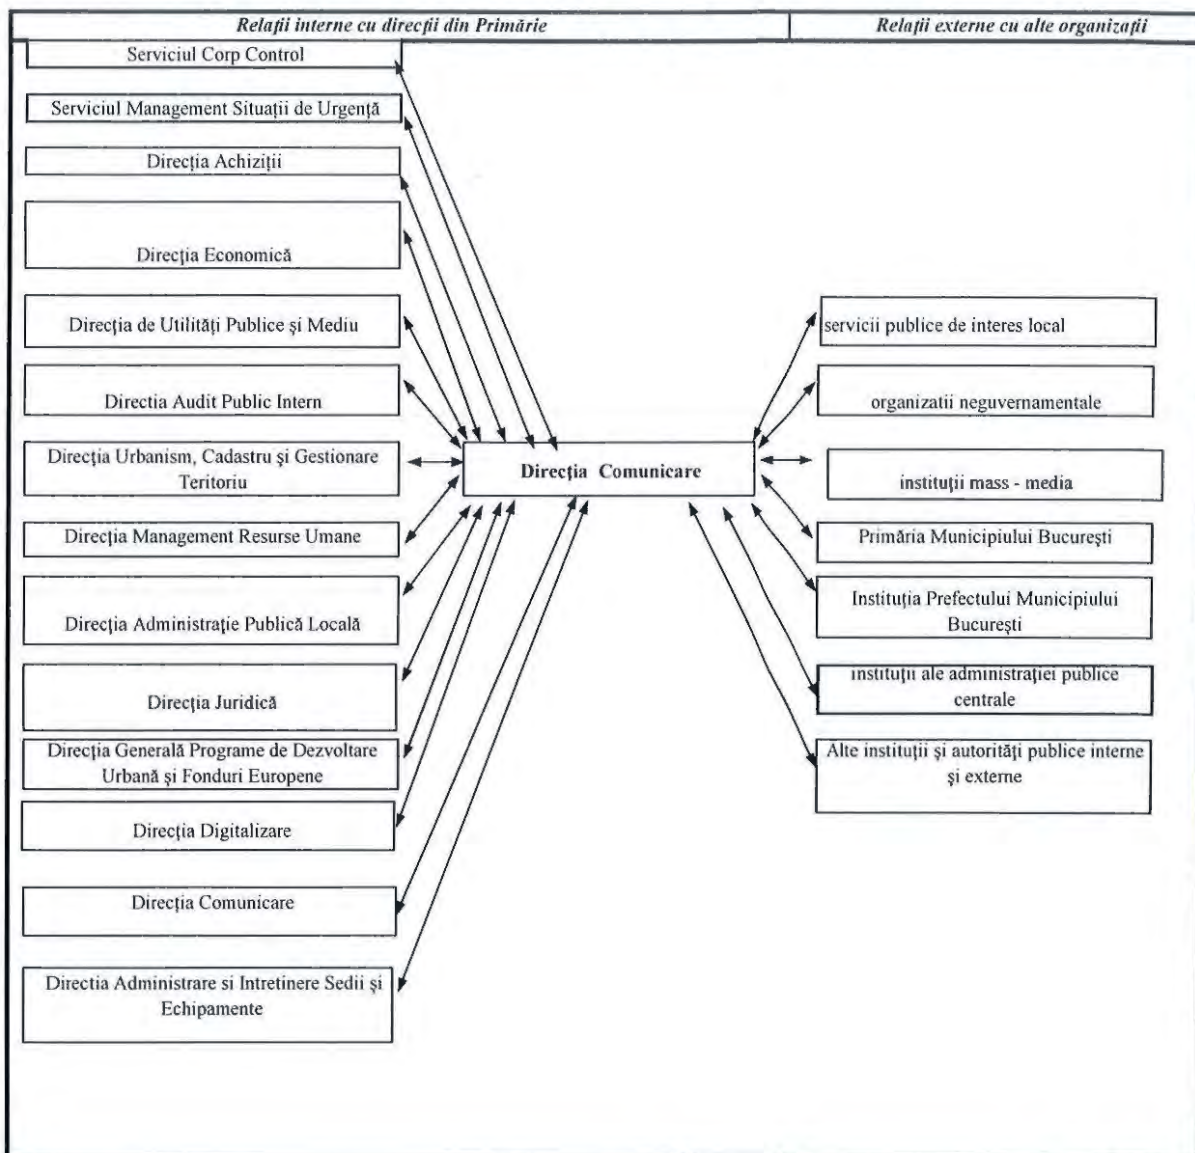 Relații interne cu direcții din Primărie
Relații externe cu alte organizații
Serviciul Corp Control
Serviciul Management Situații de Urgență
Direcția Achiziții
Direcția Economică
Direcția de Utilități Publice și Mediu
Directia Audit Public Intern
Direcția Urbanism, Cadastru și Gestionare
Teritoriu
Direcția Management Resurse Umane
Direcția Administrație Publică Locală
Direcția Juridică
Direcția Generală Programe de Dezvoltare
Urbană și Fonduri Europene
Direcția Digitalizare
Direcția Comunicare
Directia Administrare si Intretinere Sedii și
Echipamente
Direcția Comunicare
servicii publice de interes local
organizatii neguvernamentale
instituții mass - media
Primăria Municipiului București
Instituția Prefectului Municipiului
București
instituții ale administrației publice
centrale
Alte instituții și autorități publice interne
și externe